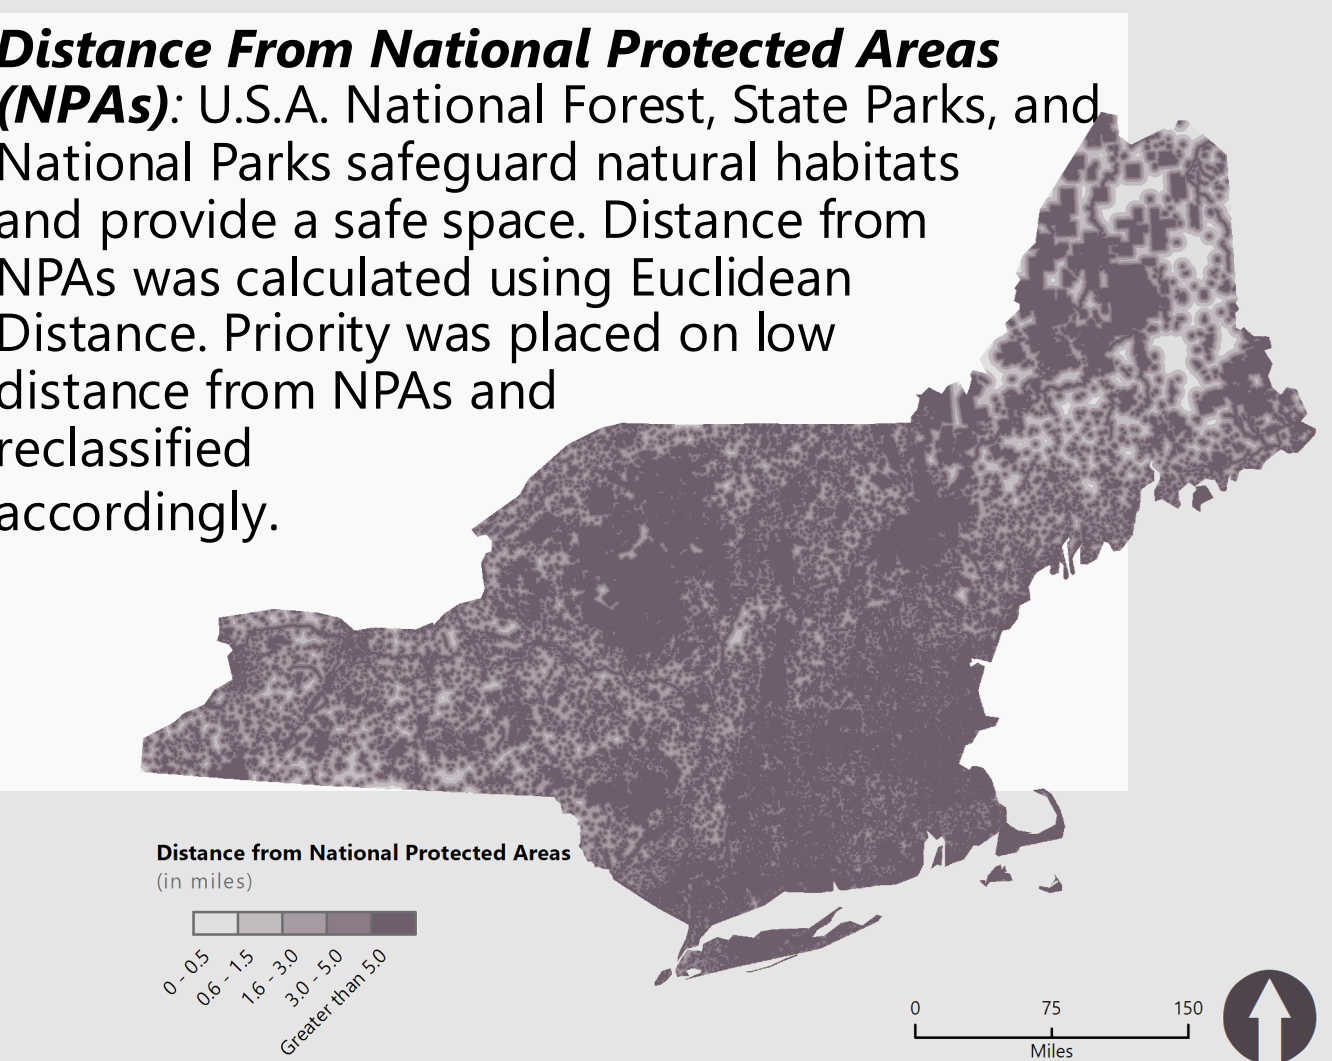 Distance From National Protected Areas
(NPAs): U.S.A. National Forest, State Parks, and
National Parks safeguard natural habitats
and provide a safe space. Distance from
NPAs was calculated using Euclidean
Distance. Priority was placed on low
distance from NPAs and
reclassified
accordingly.
Distance from National Protected Areas
(in miles)
0 - 0.5
0.6 - 1.5
1.6 - 3.0
3.0 - 5.0
Greater than 5.0
0 75 150
Miles